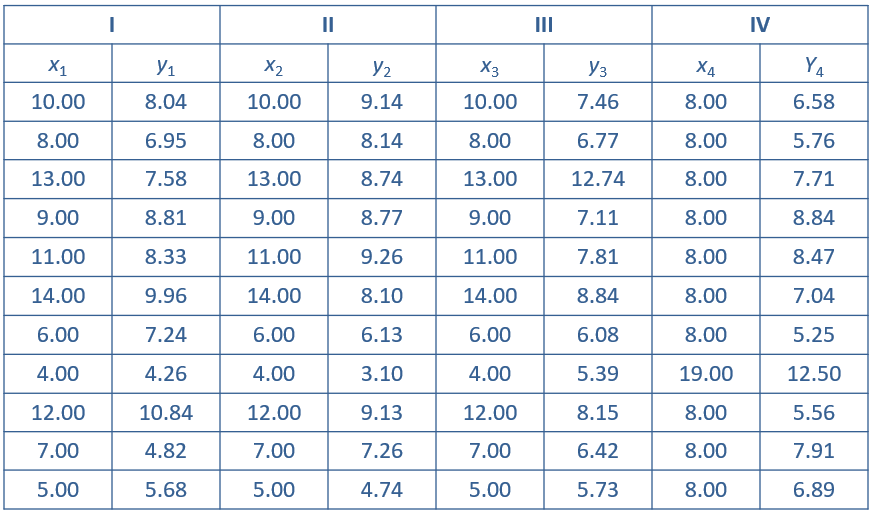 I II III IV
x1 y1 x2 y2 x3 y3 x4 Y4
10.00 8.04 10.00 9.14 10.00 7.46 8.00 6.58
8.00 6.95 8.00 8.14 8.00 6.77 8.00 5.76
13.00 7.58 13.00 8.74 13.00 12.74 8.00 7.71
9.00 8.81 9.00 8.77 9.00 7.11 8.00 8.84
11.00 8.33 11.00 9.26 11.00 7.81 8.00 8.47
14.00 9.96 14.00 8.10 14.00 8.84 8.00 7.04
6.00 7.24 6.00 6.13 6.00 6.08 8.00 5.25
4.00 4.26 4.00 3.10 4.00 5.39 19.00 12.50
12.00 10.84 12.00 9.13 12.00 8.15 8.00 5.56
7.00 4.82 7.00 7.26 7.00 6.42 8.00 7.91
5.00 5.68 5.00 4.74 5.00 5.73 8.00 6.89